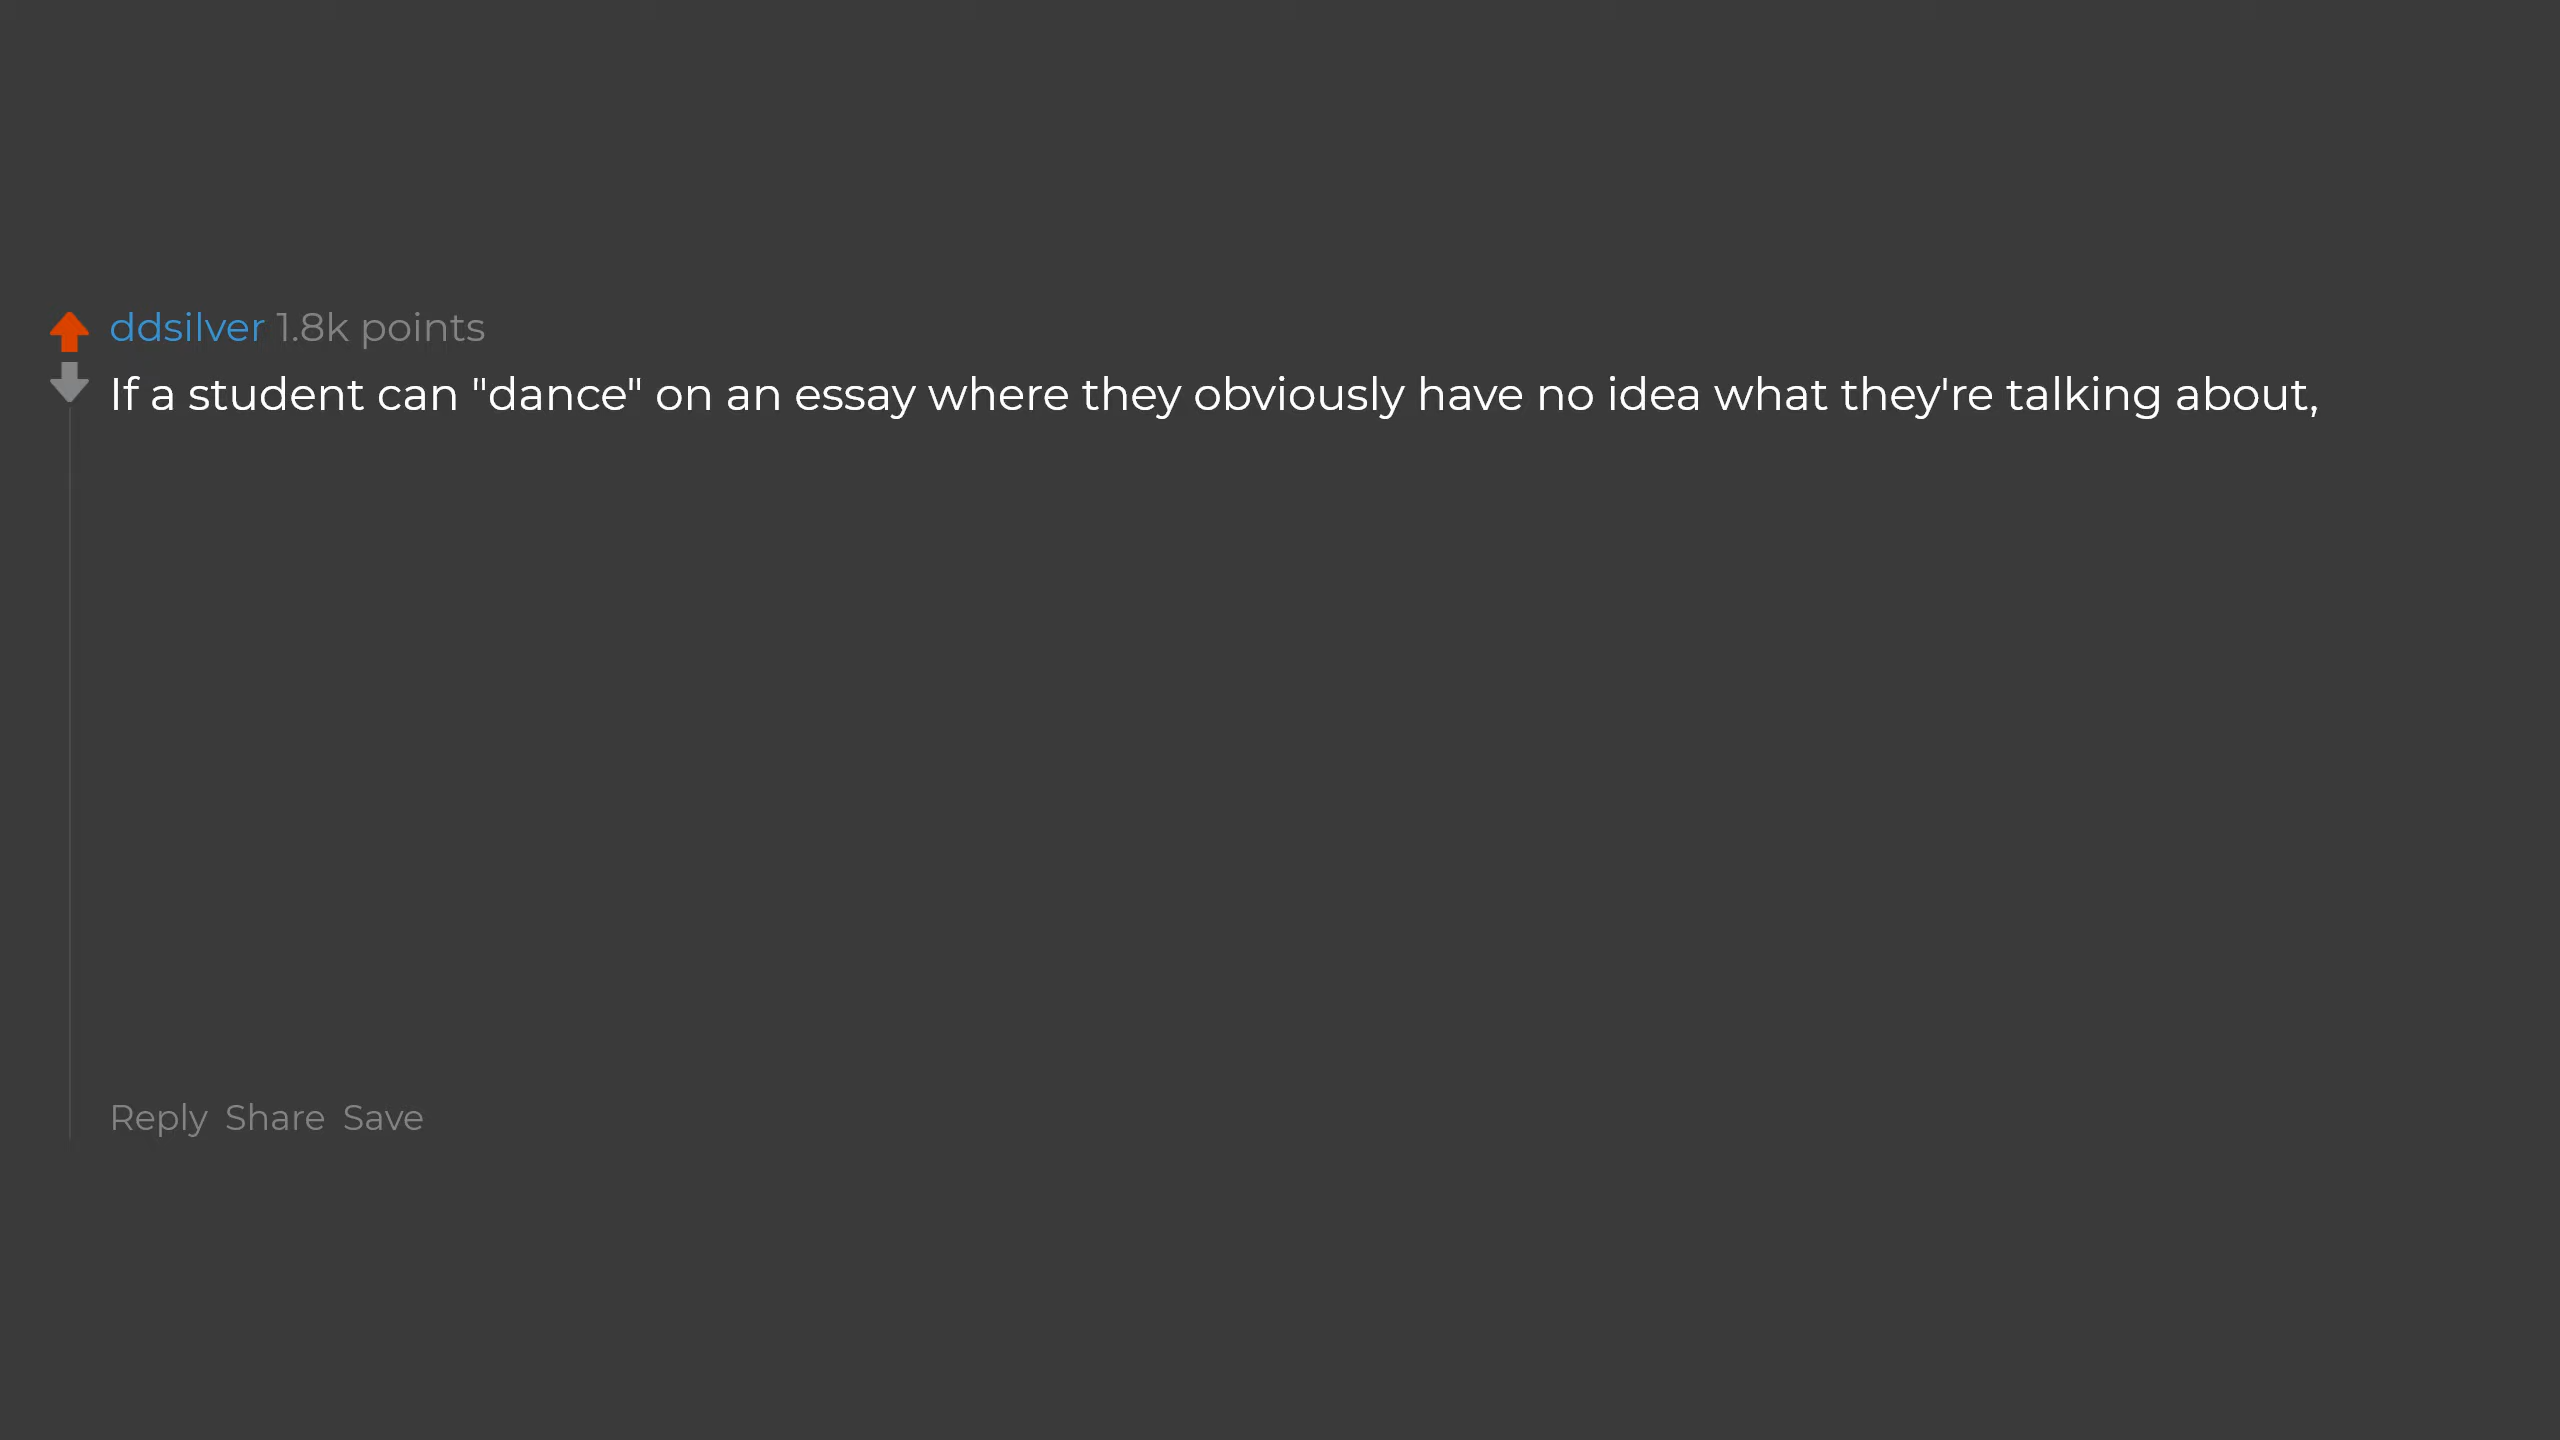 ddsilver 1.8k points
If a student can "dance" on an essay where they obviously have no idea what they're talking about,
Reply Share Save